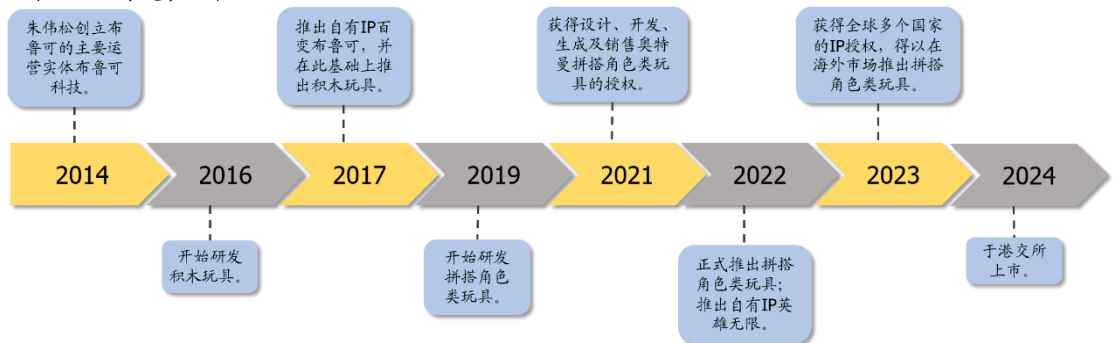 朱伟松创立布
鲁可的主要运
营实体布鲁可
科技。
推出自有IP百
变布鲁可，并
在此基础上推
出积木玩具。
获得设计、开发、
生成及销售奥特
曼拼搭角色类玩
具的授权。
获得全球多个国家
的IP授权，得以在
海外市场推出拼搭
角色类玩具。
2014
2016
2017
2019
2021
2022
2023
2024
开始研发
积木玩具。
开始研发
拼搭角色
类玩具。
正式推出拼搭
角色类玩具；
推出自有IP英
雄无限。
于港交所
上市。